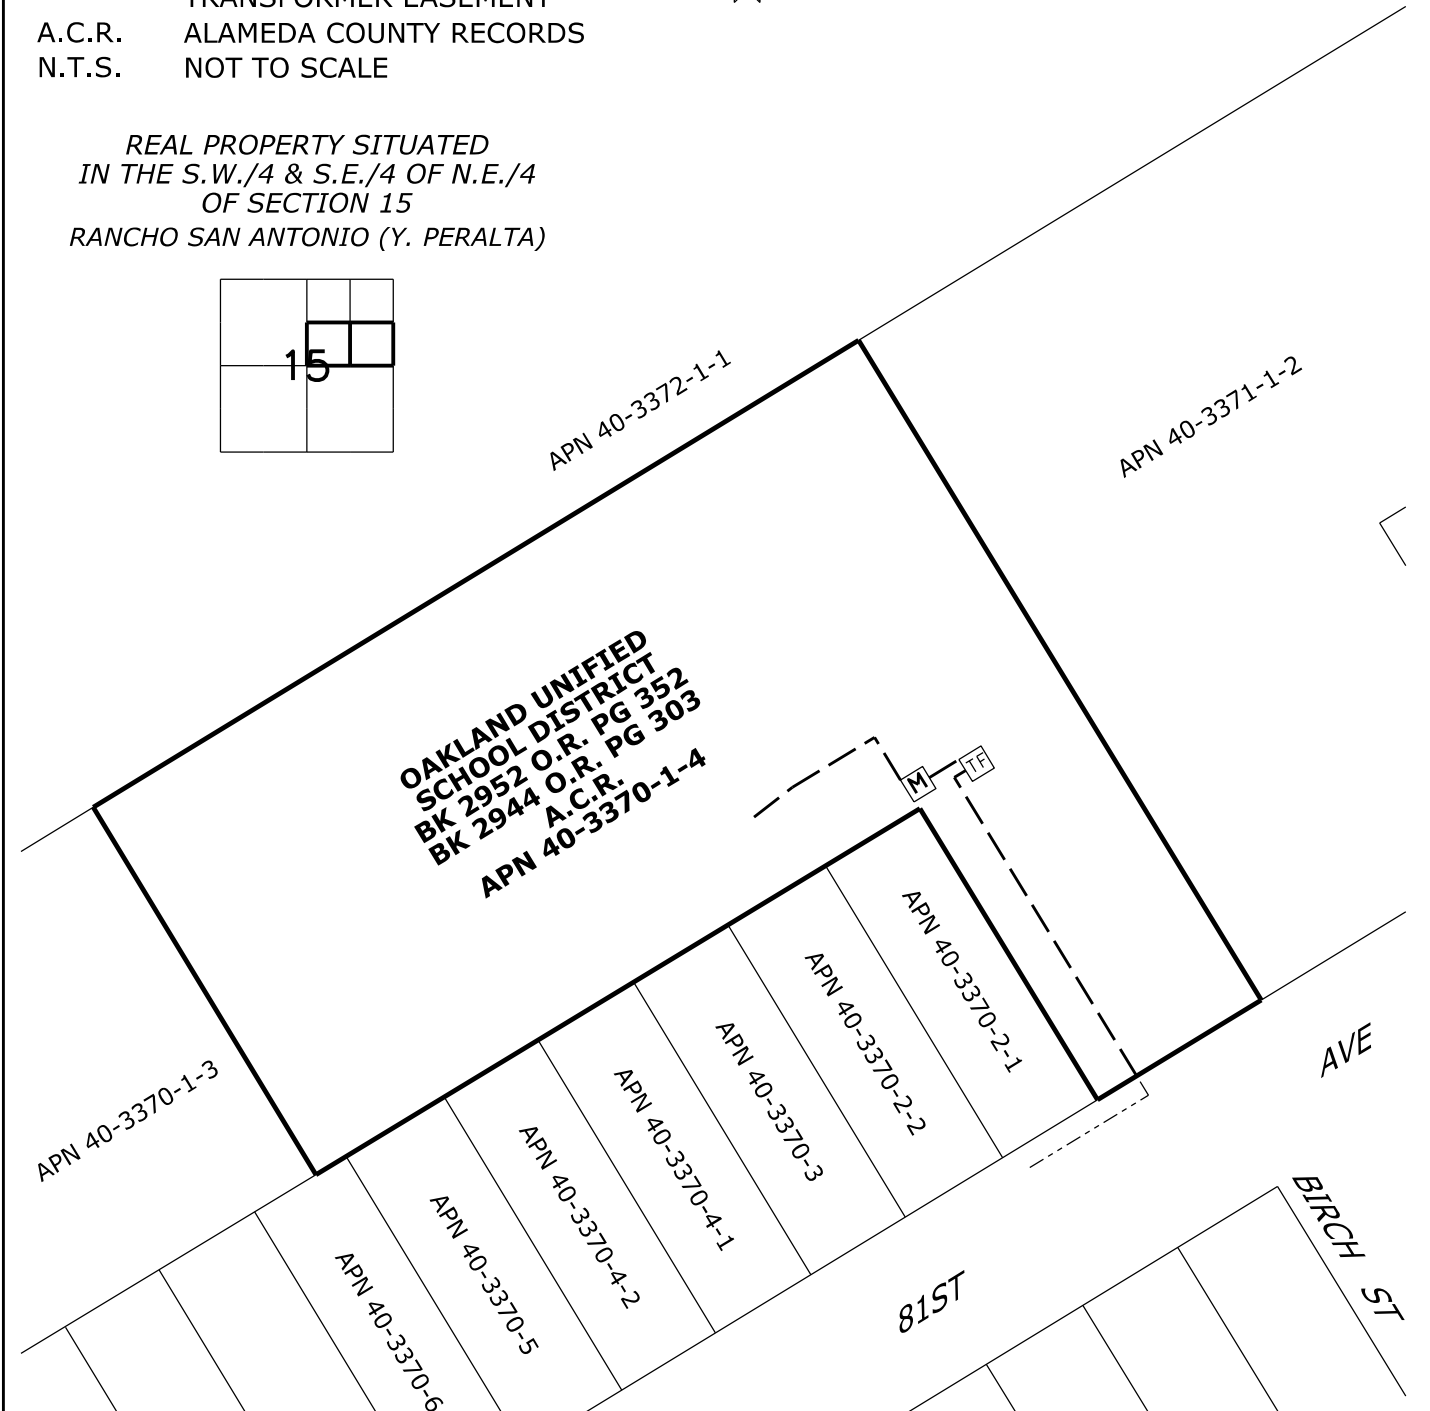 TRANSFORMER EASEMENT
A.C.R. ALAMEDA COUNTY RECORDS
N.T.S. NOT TO SCALE
REAL PROPERTY SITUATED
IN THE S.W./4 & S.E./4 OF N.E./4
OF SECTION 15
RANCHO SAN ANTONIO (Y. PERALTA)
15
APN 40-3372-1-1
APN 40-3371-1-2
OAKLAND UNIFIED
SCHOOL DISTRICT
BK 2952 O.R. PG 352
BK 2944 O.R. PG 303
A.C.R.
APN 40-3370-1-4
M
TF
APN 40-3370-2-1
APN 40-3370-2-2
APN 40-3370-3
APN 40-3370-4-1
APN 40-3370-4-2
APN 40-3370-5
APN 40-3370-6
APN 40-3370-1-3
81ST AVE
BIRCH ST